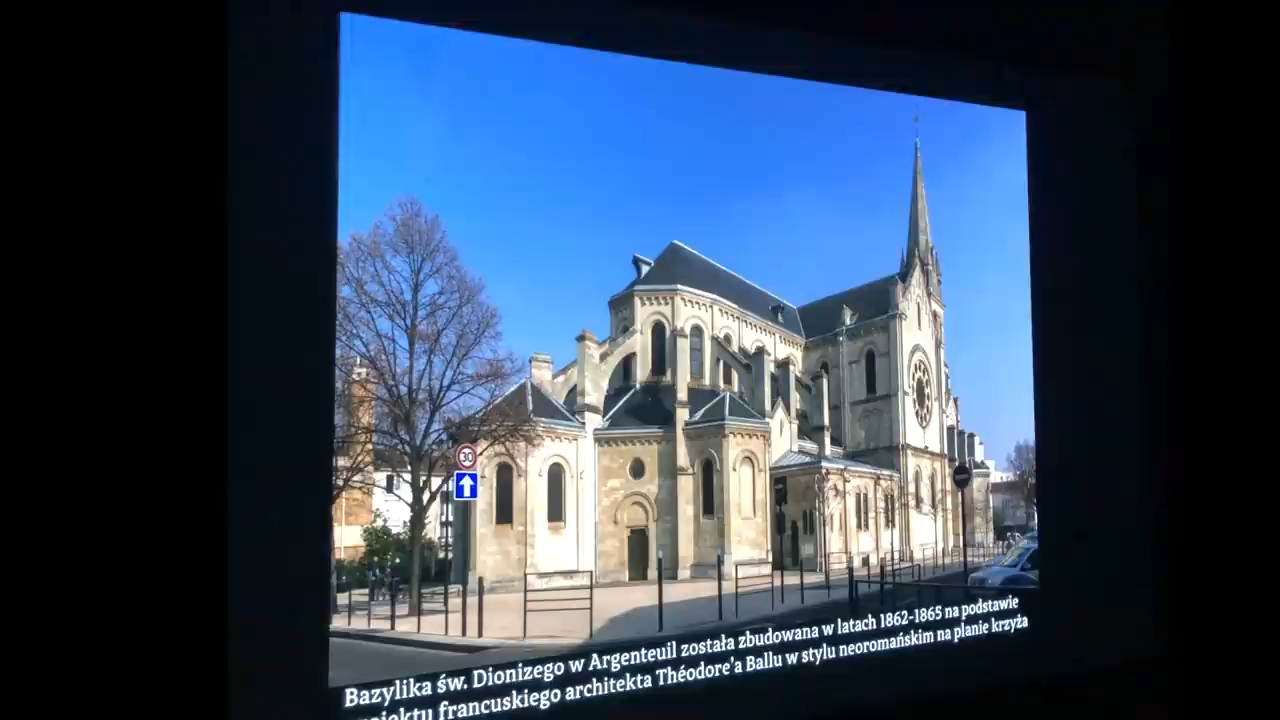 30
Bazylika św. Dionizego w Argenteuil została zbudowana w latach 1862-1865 na podstawie
francuskiego architekta Théodore'a Ballu w stylu neoromańskim na planie krzyża